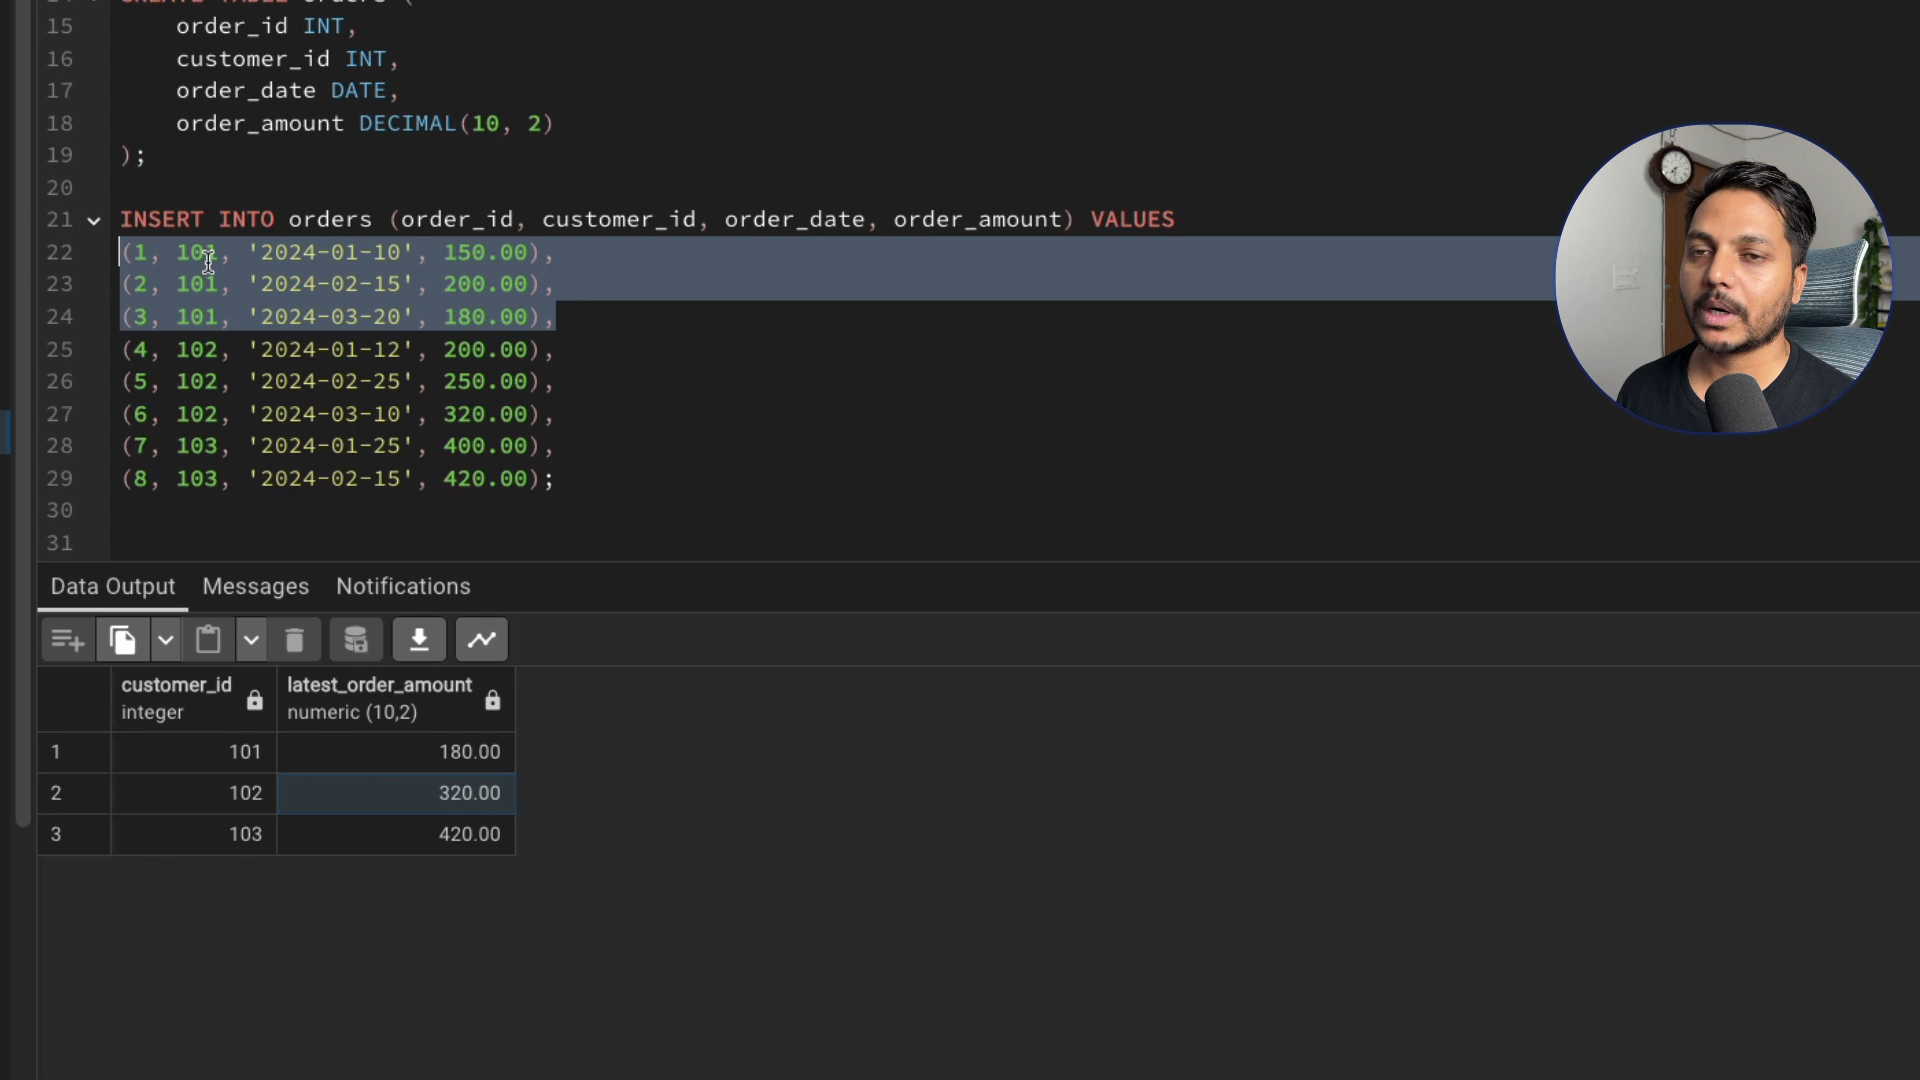 15 order_id INT,
16 customer_id INT,
17 order_date DATE,
18 order_amount DECIMAL(10, 2)
19 );
20
21 INSERT INTO orders (order_id, customer_id, order_date, order_amount) VALUES
22 (1, 101, '2024-01-10', 150.00),
23 (2, 101, '2024-02-15', 200.00),
24 (3, 101, '2024-03-20', 180.00),
25 (4, 102, '2024-01-12', 200.00),
26 (5, 102, '2024-02-25', 250.00),
27 (6, 102, '2024-03-10', 320.00),
28 (7, 103, '2024-01-25', 400.00),
29 (8, 103, '2024-02-15', 420.00);
30
31
Data Output Messages Notifications
customer_id latest_order_amount
integer numeric (10,2)
1 101 180.00
2 102 320.00
3 103 420.00